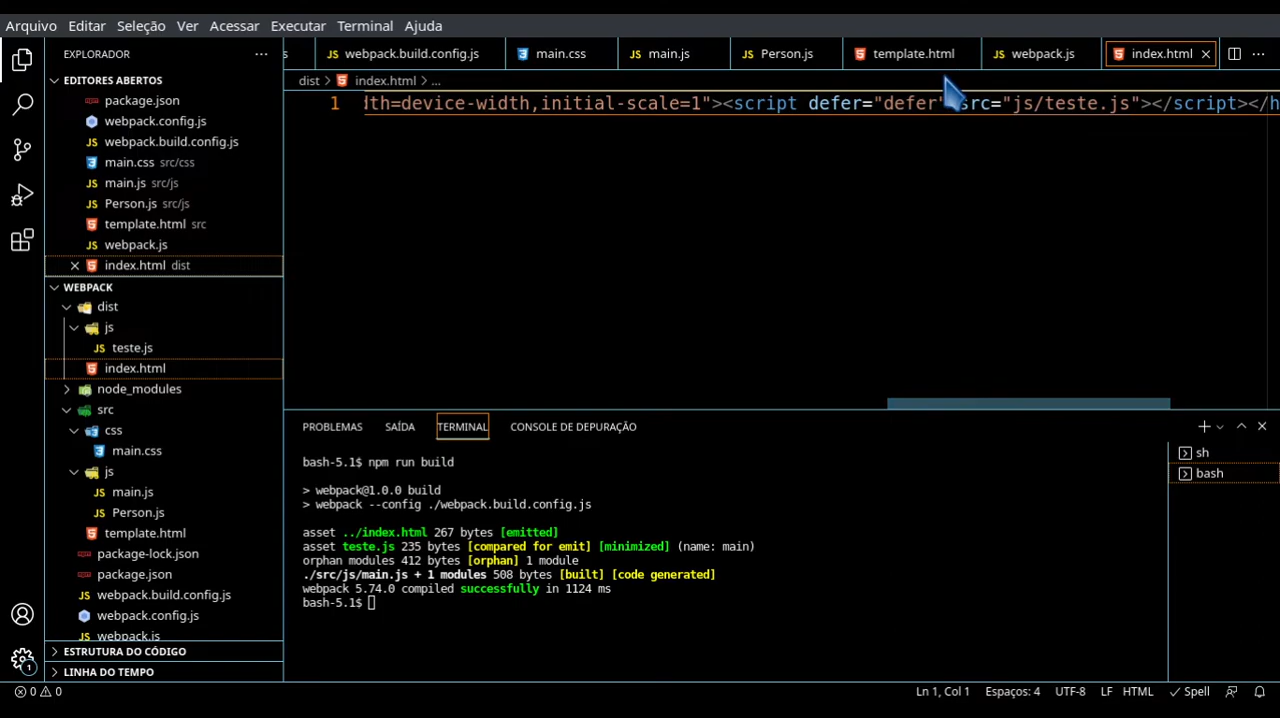 Arquivo Editar Seleção Ver Acessar Executar Terminal Ajuda
EXPLORADOR
webpack.build.config.js main.css main.js Person.js template.html webpack.js index.html
EDITORES ABERTOS
package.json
webpack.config.js
webpack.build.config.js
main.css src/css
main.js src/js
Person.js src/js
template.html src
webpack.js
index.html dist
WEBPACK
dist
js
teste.js
index.html
node_modules
src
css
main.css
js
main.js
Person.js
template.html
package-lock.json
package.json
webpack.build.config.js
webpack.config.js
webpack.js
ESTRUTURA DO CÓDIGO
LINHA DO TEMPO
dist > index.html > ...
1 dth=device-width,initial-scale=1"><script defer="defer" src="js/teste.js"></script></h
PROBLEMAS SAÍDA TERMINAL CONSOLE DE DEPURAÇÃO
bash-5.1$ npm run build
> webpack@1.0.0 build
> webpack --config ./webpack.build.config.js
asset ../index.html 267 bytes [emitted]
asset teste.js 235 bytes [compared for emit] [minimized] (name: main)
orphan modules 412 bytes [orphan] 1 module
./src/js/main.js + 1 modules 508 bytes [built] [code generated]
webpack 5.74.0 compiled successfully in 1124 ms
bash-5.1$
sh
bash
0 0
Ln 1, Col 1 Espaços: 4 UTF-8 LF HTML Spell
1